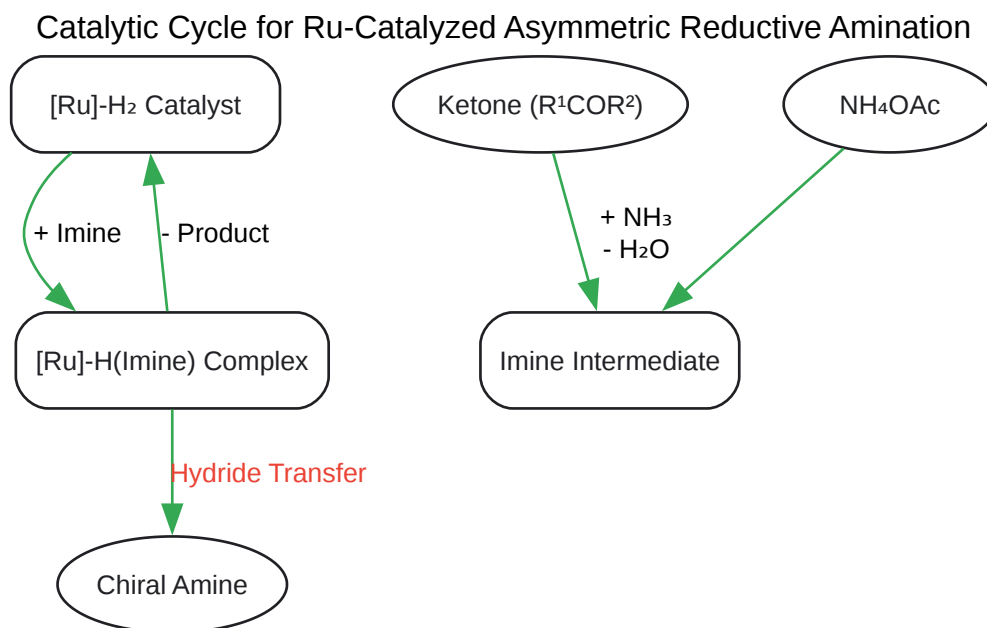 Catalytic Cycle for Ru-Catalyzed Asymmetric Reductive Amination
[Ru]-H₂ Catalyst
Ketone (R¹COR²)
NH₄OAc
+ Imine
- Product
+ NH₃
- H₂O
[Ru]-H(Imine) Complex
Imine Intermediate
Hydride Transfer
Chiral Amine